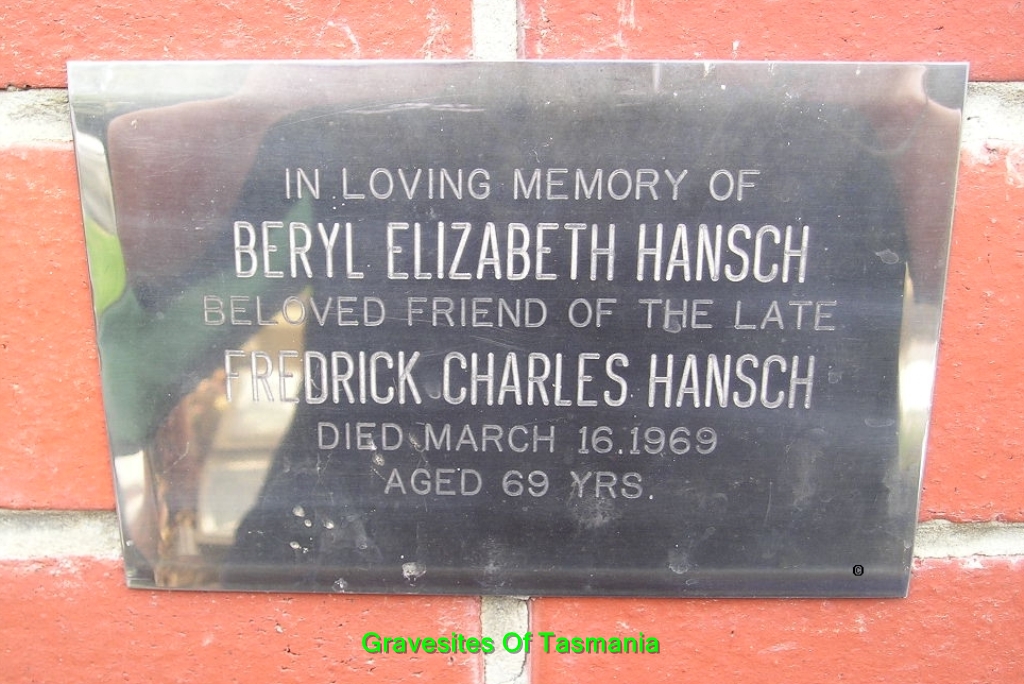 IN LOVING MEMORY OF
BERYL ELIZABETH HANSCH
BELOVED FRIEND OF THE LATE
FREDRICK CHARLES HANSCH
DIED MARCH 16.1969
AGED 69 YRS.
©
Gravesites Of Tasmania